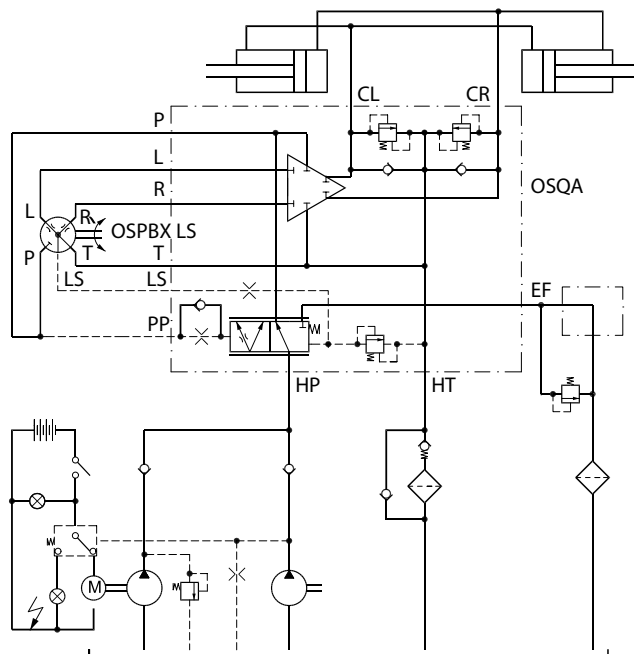 CL CR
P
L OSQA
R
L R OSPBX LS
P T T
LS LS EF
PP
HP HT
M